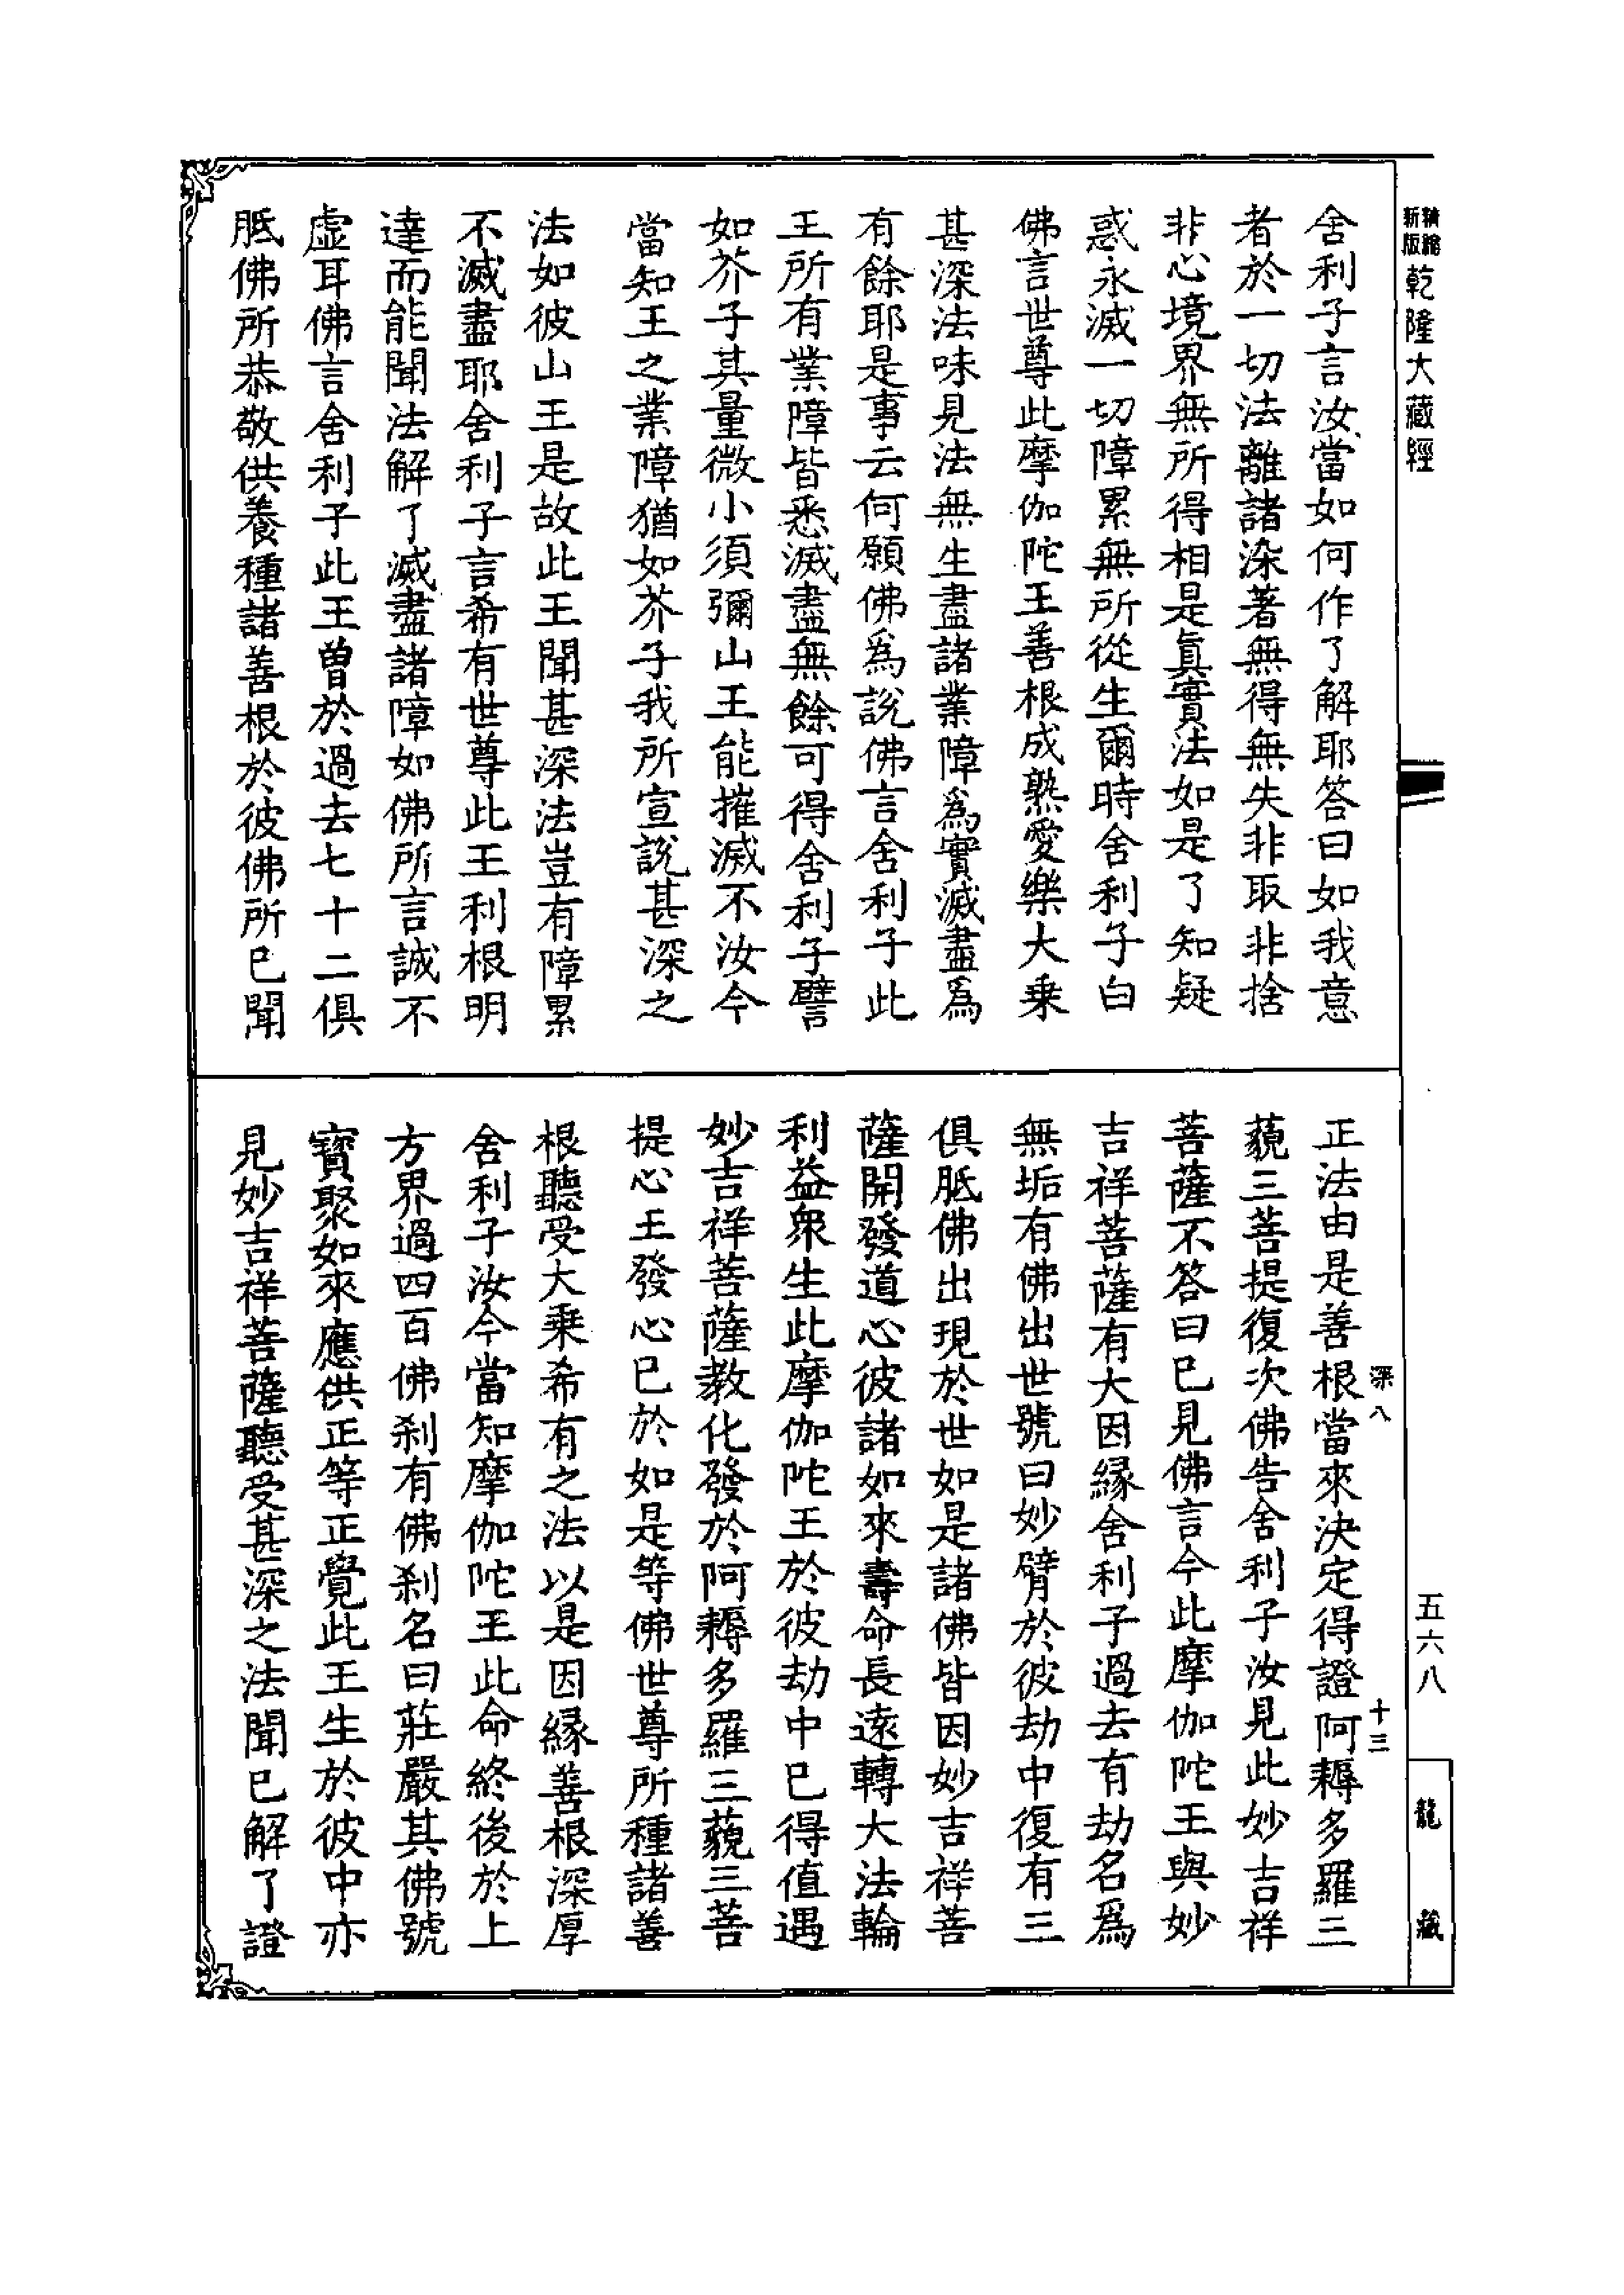 新版
精縮
乾隆大藏經
舍利子言汝當如何作了解耶答曰如我意
者於一切法離諸染著無得無失非取非捨
非心境界無所得相是眞實法如是了知疑
惑永滅一切障累無所從生爾時舍利子白
佛言世尊此摩伽陀王善根成熟愛樂大乗
甚深法味見法無生盡諸業障爲實滅盡爲
有餘耶是事云何願佛爲說佛言舍利子此
王所有業障皆悉滅盡無餘可得舍利子譬
如芥子其量微小須彌山王能摧滅不汝今
當知王之業障猶如芥子我所宣說甚深之
法如彼山王是故此王聞甚深法豈有障累
不滅盡耶舍利子言希有世尊此王利根明
達而能聞法解了滅盡諸障如佛所言誠不
虚耳佛言舍利子此王曽於過去七十二俱
胝佛所恭敬供養種諸善根於彼佛所巳聞
正法由是善根當來決定得證阿耨多羅三
藐三菩提復次佛告舍利子汝見此妙吉祥
菩薩不答曰巳見佛言今此摩伽陀王與妙
吉祥菩薩有大因緣舍利子過去有劫名爲
無垢有佛出世號曰妙臂於彼劫中復有三
俱胝佛出現於世如是諸佛皆因妙吉祥菩
薩開發道心彼諸如來壽命長遠轉大法輪
利益衆生此摩伽陀王於彼劫中巳得值遇
妙吉祥菩薩教化發於阿耨多羅三藐三菩
提心王發心巳於如是等佛世尊所種諸善
根聽受大乗希有之法以是因緣善根深厚
舍利子汝今當知摩伽陀王此命終後於上
方界過四百佛刹有佛刹名曰莊嚴其佛號
寳聚如來應供正等正覺此王生於彼中亦
見妙吉祥菩薩聽受甚深之法聞巳解了證
深八
十三
五六八
龍藏